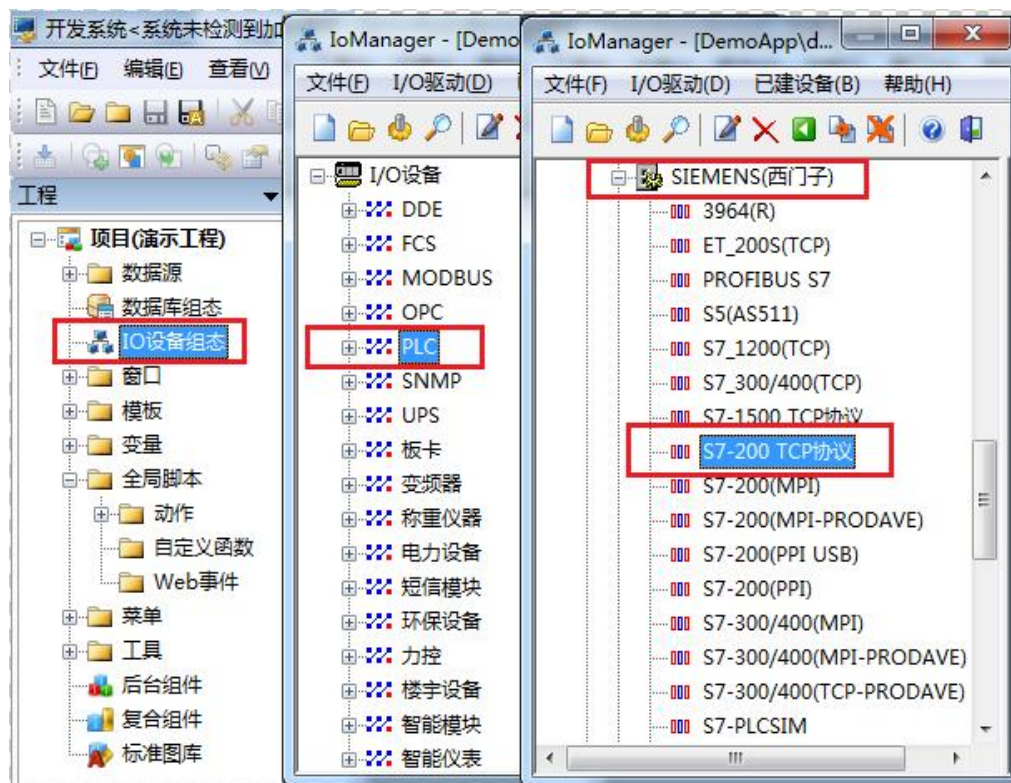 开发系统<系统未检测到加
文件(F) 编辑(E) 查看(V)
工程
项目(演示工程)
数据源
数据库组态
IO设备组态
窗口
模板
变量
全局脚本
动作
自定义函数
Web事件
菜单
工具
后台组件
复合组件
标准图库
IoManager - [Demo
文件(F) I/O驱动(D)
I/O设备
DDE
FCS
MODBUS
OPC
PLC
SNMP
UPS
板卡
变频器
称重仪器
电力设备
短信模块
环保设备
力控
楼宇设备
智能模块
智能仪表
IoManager - [DemoApp\d...
文件(F) I/O驱动(D) 已建设备(B) 帮助(H)
SIEMENS(西门子)
3964(R)
ET_200S(TCP)
PROFIBUS S7
S5(AS511)
S7_1200(TCP)
S7_300/400(TCP)
S7-1500 TCP协议
S7-200 TCP协议
S7-200(MPI)
S7-200(MPI-PRODAVE)
S7-200(PPI USB)
S7-200(PPI)
S7-300/400(MPI)
S7-300/400(MPI-PRODAVE)
S7-300/400(TCP-PRODAVE)
S7-PLCSIM